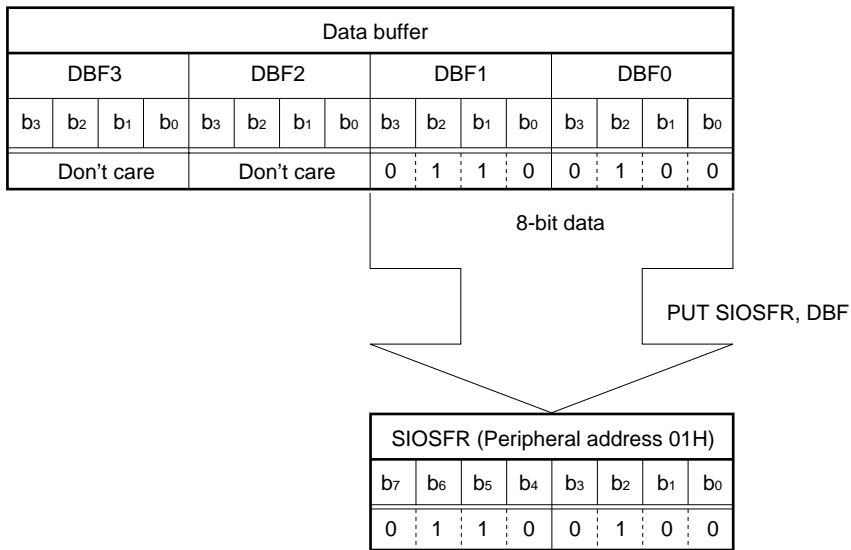 Data buffer
DBF3 DBF2 DBF1 DBF0
b3 b2 b1 b0 b3 b2 b1 b0 b3 b2 b1 b0 b3 b2 b1 b0
Don't care Don't care 0 1 1 0 0 1 0 0
8-bit data
PUT SIOSFR, DBF
SIOSFR (Peripheral address 01H)
b7 b6 b5 b4 b3 b2 b1 b0
0 1 1 0 0 1 0 0